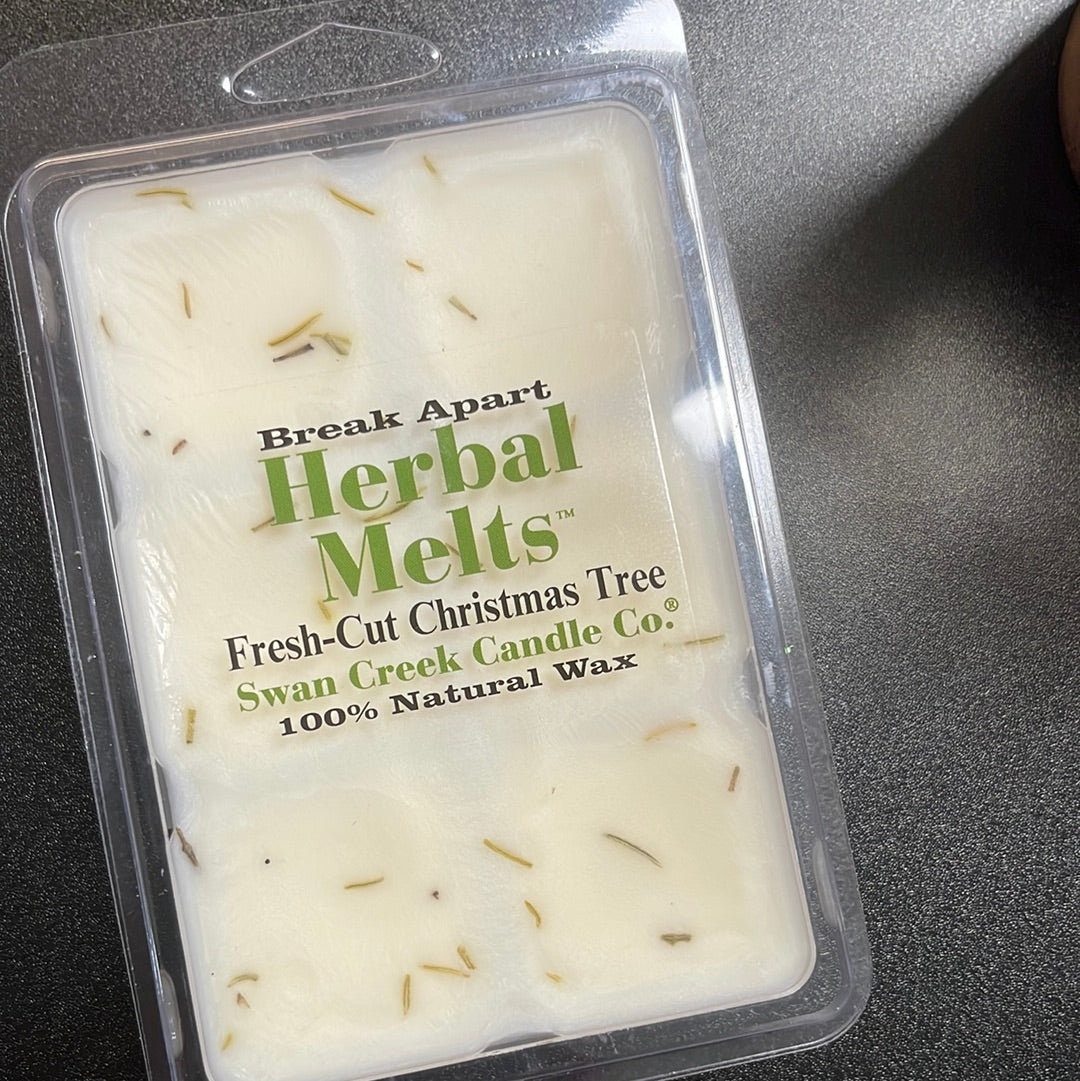 Break Apart
Herbal
Melts™
Fresh-Cut Christmas Tree
Swan Creek Candle Co.®
100% Natural Wax